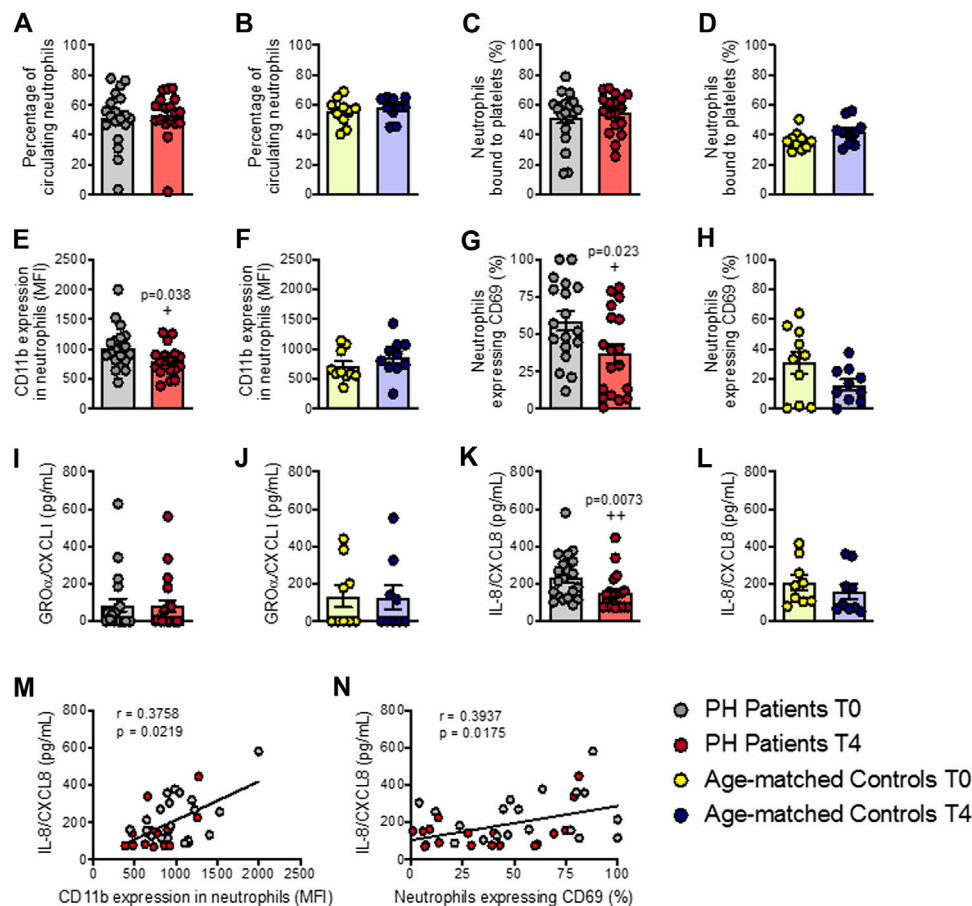 A
Percentage of
circulating neutrophils
100
80
60
40
20
0
B
Percentage of
circulating neutrophils
100
80
60
40
20
0
C
Neutrophils
bound to platelets (%)
100
80
60
40
20
0
D
Neutrophils
bound to platelets (%)
100
80
60
40
20
0
E
CD11b expression
in neutrophils (MFI)
2500
2000
1500
1000
500
0
p=0.038
+
F
CD11b expression
in neutrophils (MFI)
2500
2000
1500
1000
500
0
G
Neutrophils
expressing CD69 (%)
100
75
50
25
0
p=0.023
+
H
Neutrophils
expressing CD69 (%)
100
80
60
40
20
0
I
GROα/CXCL1 (pg/mL)
800
600
400
200
0
J
GROα/CXCL1 (pg/mL)
800
600
400
200
0
K
IL-8/CXCL8 (pg/mL)
800
600
400
200
0
p=0.0073
++
L
IL-8/CXCL8 (pg/mL)
800
600
400
200
0
M
IL-8/CXCL8 (pg/mL)
800
600
400
200
0
r = 0.3758
p = 0.0219
0 500 1000 1500 2000 2500
CD11b expression in neutrophils (MFI)
N
IL-8/CXCL8 (pg/mL)
800
600
400
200
0
r = 0.3937
p = 0.0175
0 25 50 75 100
Neutrophils expressing CD69 (%)
PH Patients T0
PH Patients T4
Age-matched Controls T0
Age-matched Controls T4